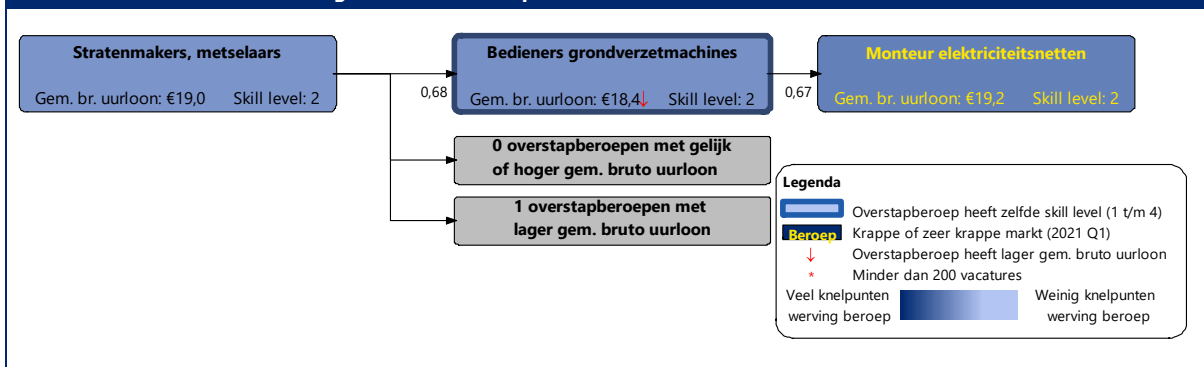 Stratenmakers, metselaars
Gem. br. uurloon: €19,0 Skill level: 2
0,68
Bedieners grondverzetmachines
Gem. br. uurloon: €18,4↓ Skill level: 2
0,67
Monteur elektriciteitsnetten
Gem. br. uurloon: €19,2 Skill level: 2
0 overstapberoepen met gelijk
of hoger gem. bruto uurloon
1 overstapberoepen met
lager gem. bruto uurloon
Legenda
Overstapberoep heeft zelfde skill level (1 t/m 4)
Beroep Krappe of zeer krappe markt (2021 Q1)
↓ Overstapberoep heeft lager gem. bruto uurloon
* Minder dan 200 vacatures
Veel knelpunten
werving beroep
Weinig knelpunten
werving beroep